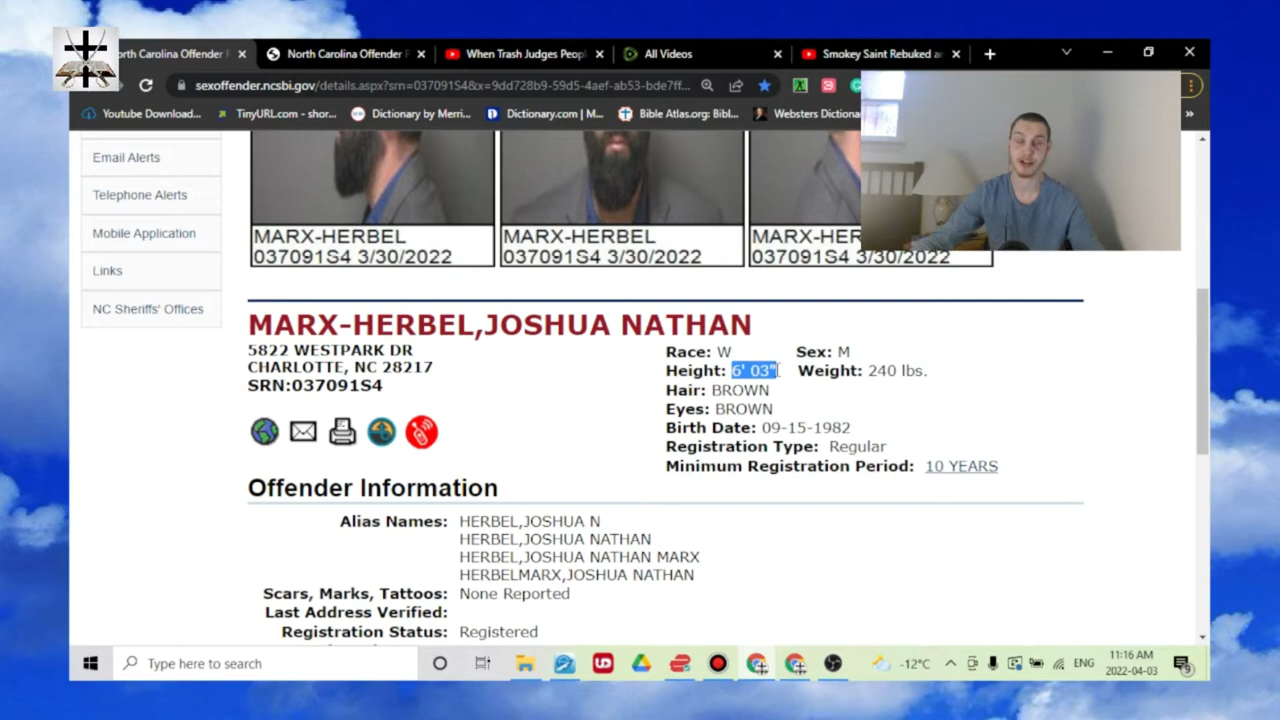 North Carolina Offender R
North Carolina Offender R
When Trash Judges Peopl
All Videos
Smokey Saint Rebuked an
sexoffender.ncsbi.gov/details.aspx?srn=037091S4&x=9dd728b9-59d5-4aef-ab53-bde7ff...
Youtube Download...
TinyURL.com - shor...
Dictionary by Merri...
Dictionary.com | M...
Bible Atlas.org: Bibl...
Websters Dictiona
»
Email Alerts
Telephone Alerts
Mobile Application
Links
NC Sheriffs' Offices
MARX-HERBEL
037091S4 3/30/2022
MARX-HERBEL
037091S4 3/30/2022
MARX-HER
037091S4 3/30/2022
MARX-HERBEL,JOSHUA NATHAN
5822 WESTPARK DR
CHARLOTTE, NC 28217
SRN:037091S4
Race: W Sex: M
Height: 6' 03" Weight: 240 lbs.
Hair: BROWN
Eyes: BROWN
Birth Date: 09-15-1982
Registration Type: Regular
Minimum Registration Period: 10 YEARS
Offender Information
Alias Names: HERBEL,JOSHUA N
HERBEL,JOSHUA NATHAN
HERBEL,JOSHUA NATHAN MARX
HERBELMARX,JOSHUA NATHAN
Scars, Marks, Tattoos: None Reported
Last Address Verified:
Registration Status: Registered
Type here to search
UD
-12°C
ENG
11:16 AM
2022-04-03
9